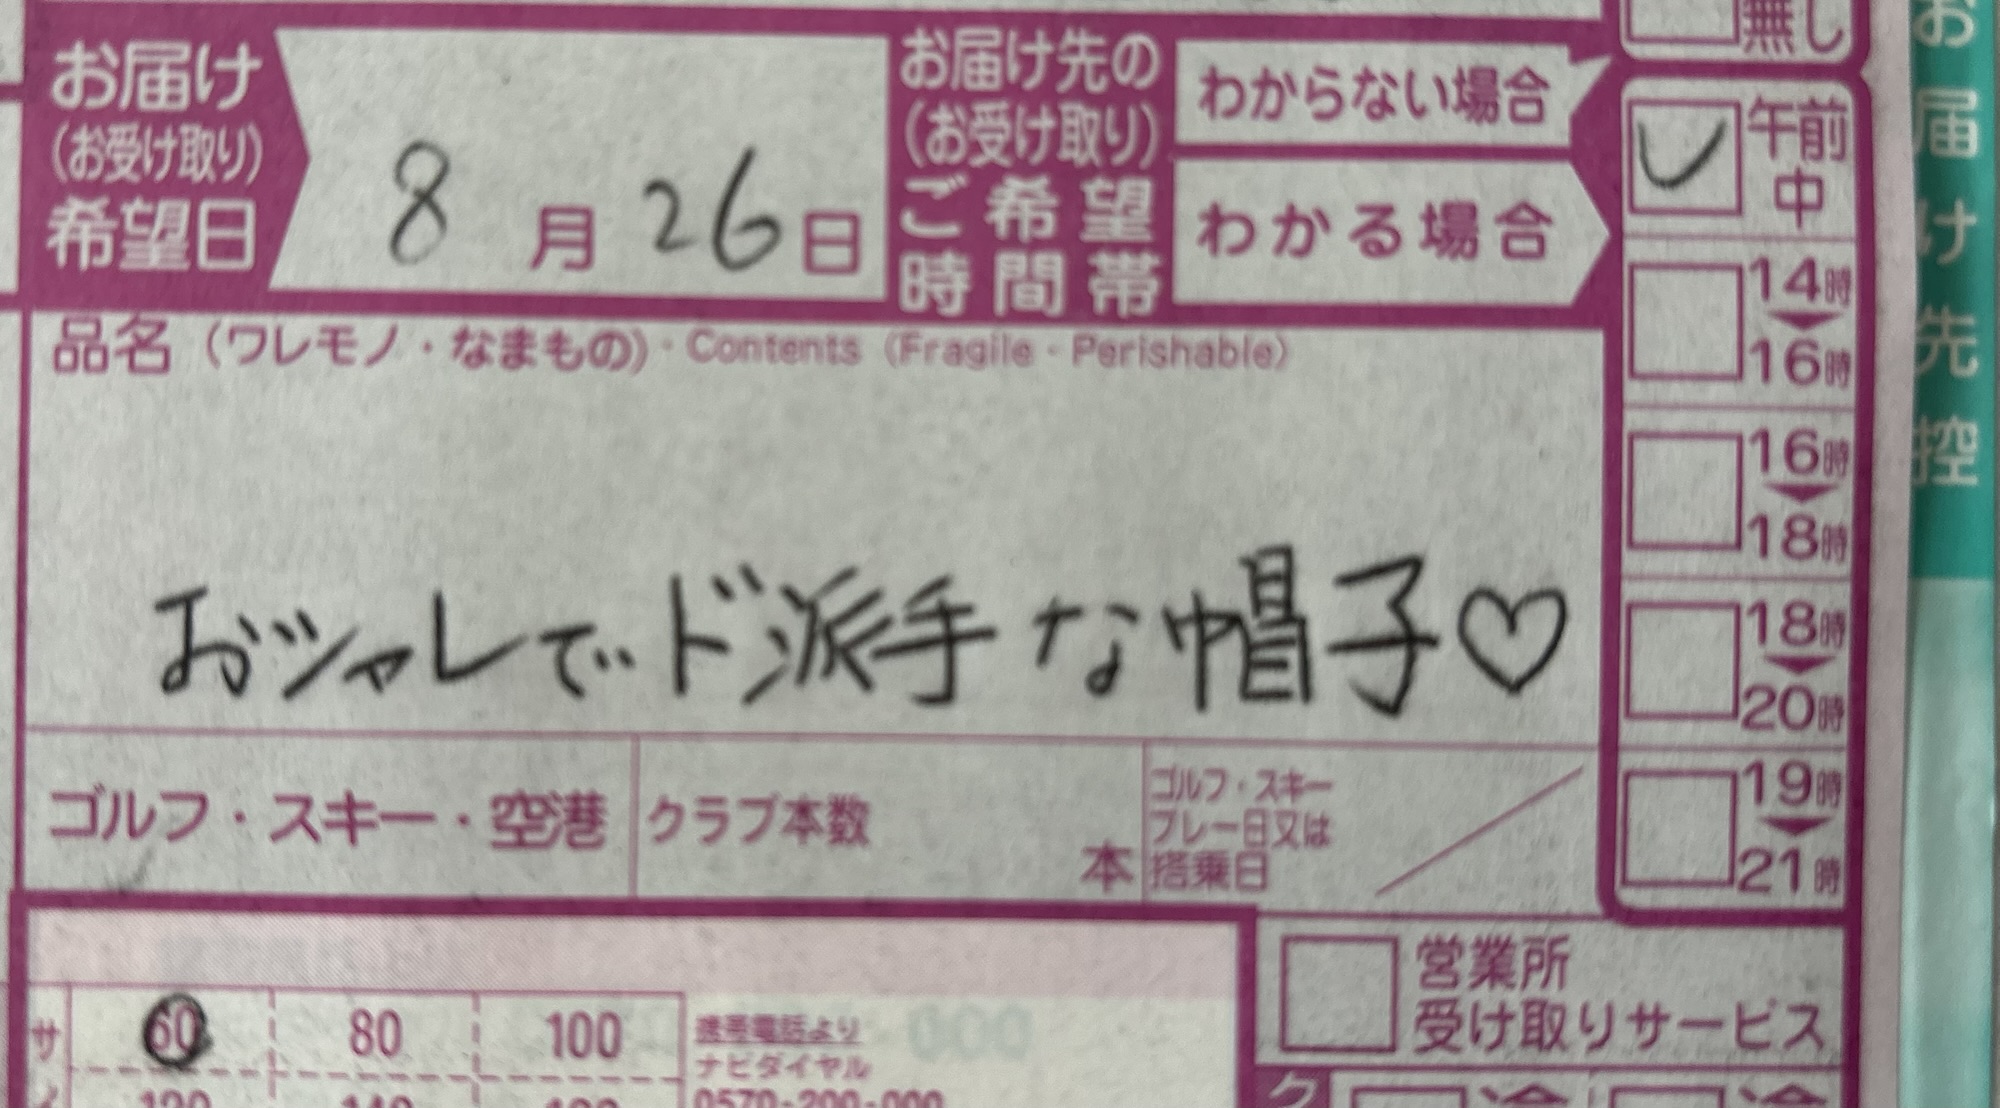 お届け
(お受け取り)
希望日
8月26日
お届け先の
(お受け取り)
ご希望
時間帯
わからない場合
わかる場合
無し
午前
中
14時
16時
16時
18時
18時
20時
19時
21時
お届け先控
品名(ワレモノ・なまもの)・Contents (Fragile・Perishable)
おシャレでド派手な帽子♡
ゴルフ・スキー・空港
クラブ本数
本
ゴルフ・スキー
プレー日又は
搭乗日
営業所
受け取りサービス
サ
60
80
100
携帯電話より
ナビダイヤル
0570-200-000
ク